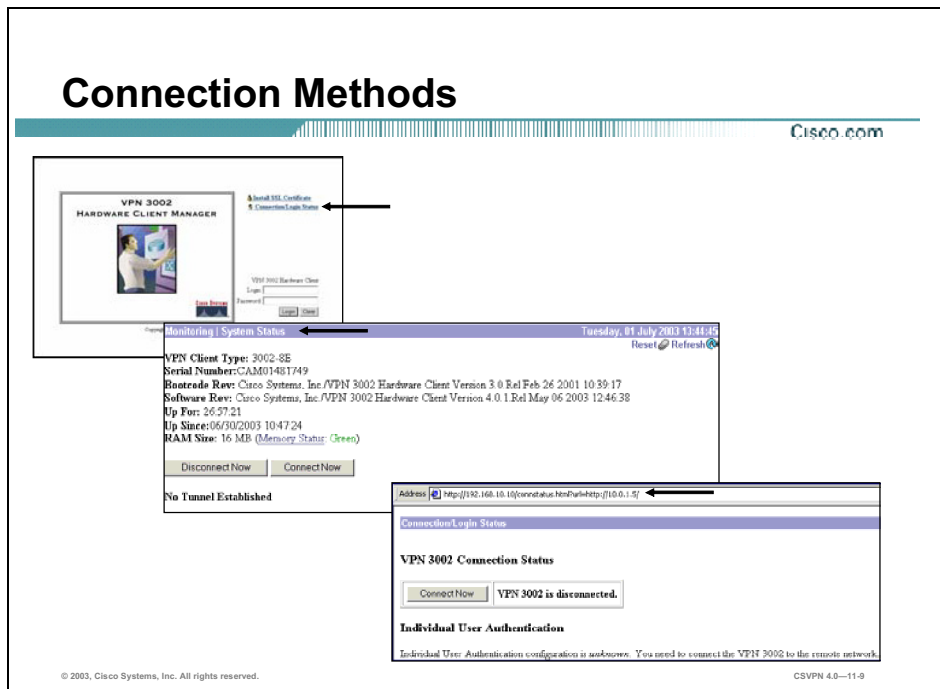 Connection Methods
Cisco.com
VPN 3002
HARDWARE CLIENT MANAGER
Install SSL Certificate
Connection/Login Status
VPN 3002 Hardware Client
Login
Password
Login Clear
Cisco Systems
Monitoring | System Status Tuesday, 01 July 2003 13:44:45
Reset Refresh
VPN Client Type: 3002-8E
Serial Number:CAM01481749
Bootcode Rev: Cisco Systems, Inc./VPN 3002 Hardware Client Version 3.0.Rel Feb 26 2001 10:39:17
Software Rev: Cisco Systems, Inc./VPN 3002 Hardware Client Version 4.0.1.Rel May 06 2003 12:46:38
Up For: 26:57:21
Up Since:06/30/2003 10:47:24
RAM Size: 16 MB (Memory Status: Green)
Disconnect Now Connect Now
No Tunnel Established
Address http://192.168.10.10/connstatus.html?url=http://10.0.1.5/
Connection/Login Status
VPN 3002 Connection Status
Connect Now VPN 3002 is disconnected.
Individual User Authentication
Individual User Authentication configuration is unknown. You need to connect the VPN 3002 to the remote network,
© 2003, Cisco Systems, Inc. All rights reserved. CSVPN 4.0—11-9